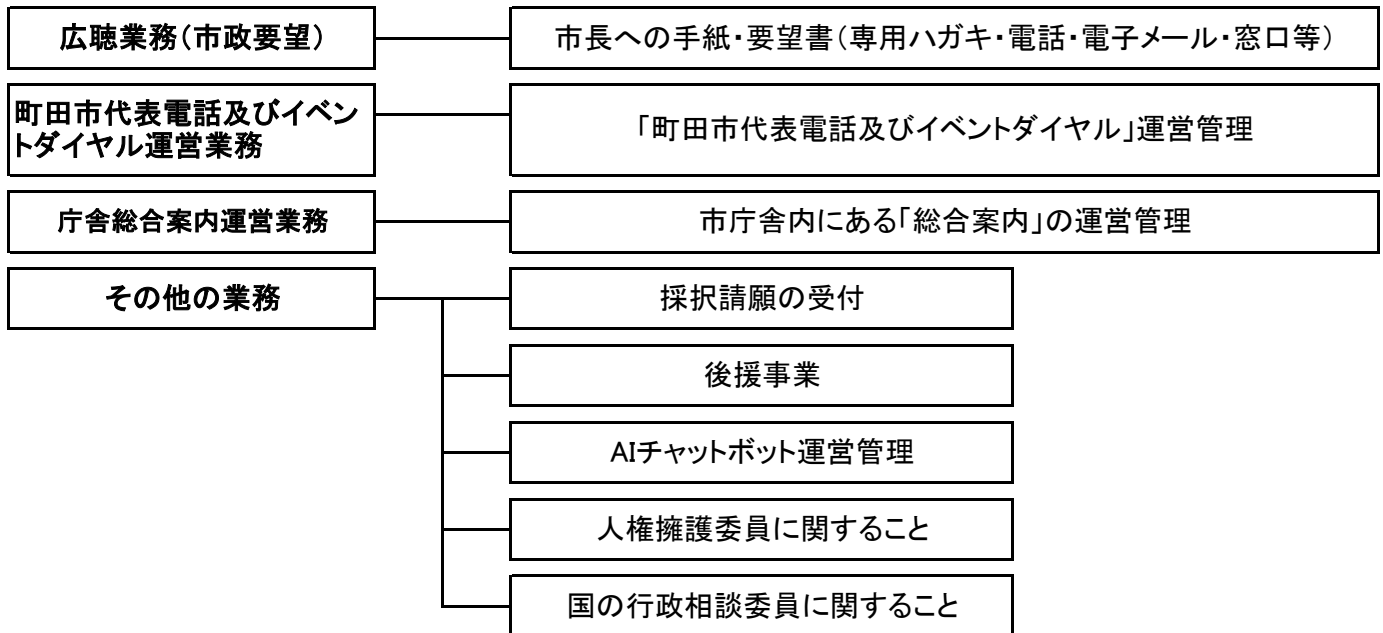 広聴業務(市政要望)
市長への手紙・要望書(専用ハガキ・電話・電子メール・窓口等)
町田市代表電話及びイベン
トダイヤル運営業務
「町田市代表電話及びイベントダイヤル」運営管理
庁舎総合案内運営業務
市庁舎内にある「総合案内」の運営管理
その他の業務
採択請願の受付
後援事業
AIチャットボット運営管理
人権擁護委員に関すること
国の行政相談委員に関すること